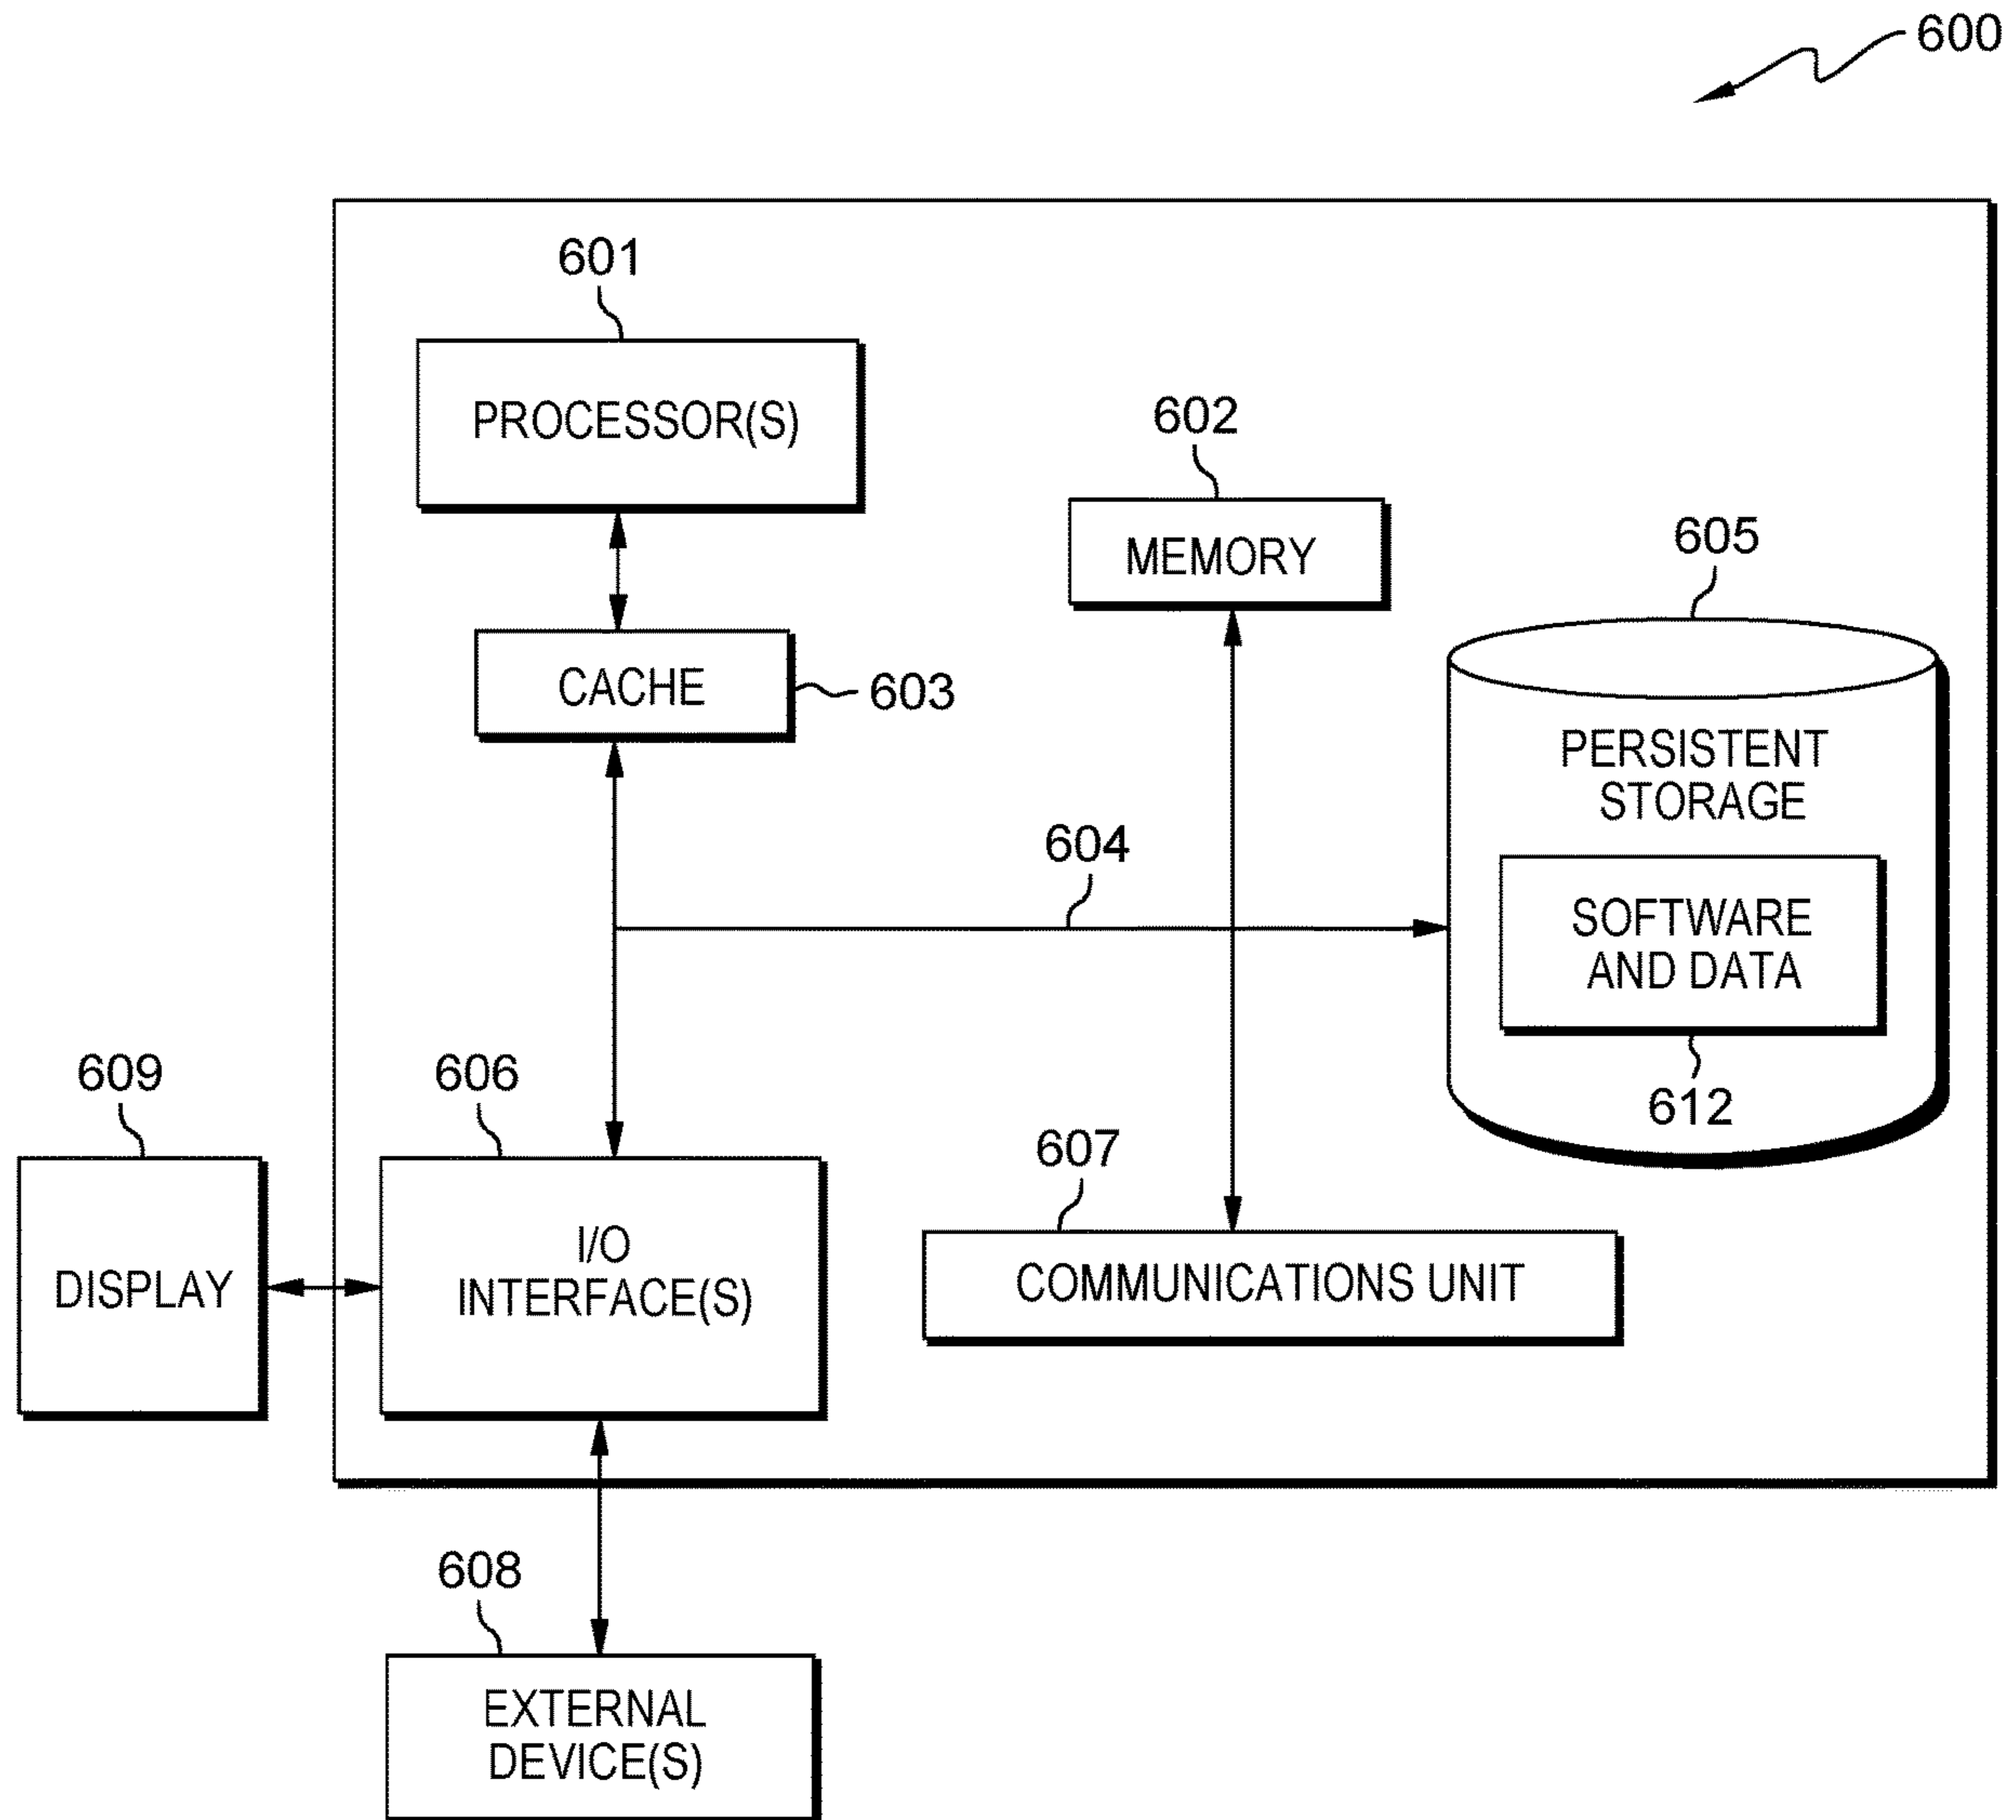 600
601
PROCESSOR(S)
602
MEMORY
605
CACHE
603
PERSISTENT
STORAGE
604
SOFTWARE
AND DATA
612
609
606
607
DISPLAY
I/O
INTERFACE(S)
COMMUNICATIONS UNIT
608
EXTERNAL
DEVICE(S)